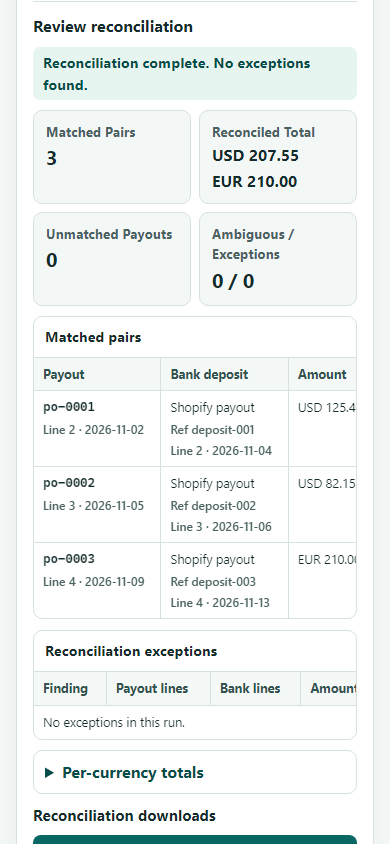 Review reconciliation
Reconciliation complete. No exceptions
found.
Matched Pairs
3
Reconciled Total
USD 207.55
EUR 210.00
Unmatched Payouts
0
Ambiguous /
Exceptions
0 / 0
Matched pairs
Payout Bank deposit Amount
po-0001 Shopify payout USD 125.4
Line 2 · 2026-11-02 Ref deposit-001
Line 2 · 2026-11-04
po-0002 Shopify payout USD 82.15
Line 3 · 2026-11-05 Ref deposit-002
Line 3 · 2026-11-06
po-0003 Shopify payout EUR 210.00
Line 4 · 2026-11-09 Ref deposit-003
Line 4 · 2026-11-13
Reconciliation exceptions
Finding Payout lines Bank lines Amount
No exceptions in this run.
▶ Per-currency totals
Reconciliation downloads